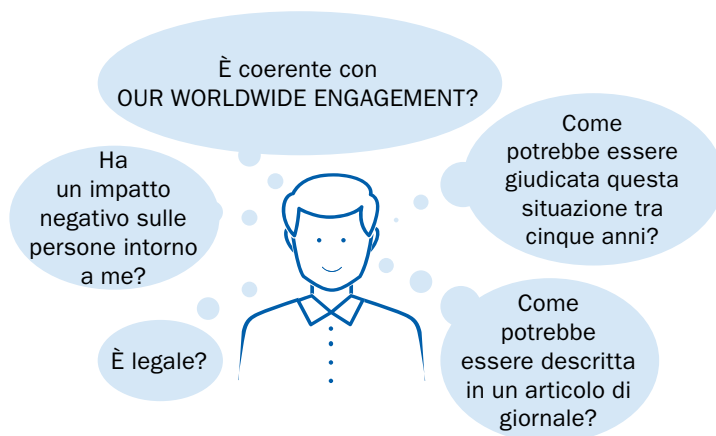 È coerente con
OUR WORLDWIDE ENGAGEMENT?
Ha
un impatto
negativo sulle
persone intorno
a me?
Come
potrebbe essere
giudicata questa
situazione tra
cinque anni?
È legale?
Come
potrebbe
essere descritta
in un articolo di
giornale?